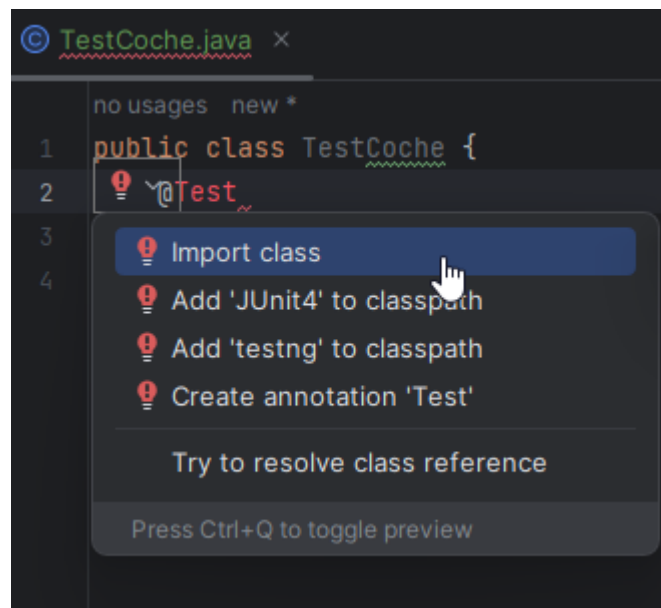 © TestCoche.java ×
no usages new *
1 public class TestCoche {
2 @Test
3
4
Import class
Add 'JUnit4' to classpath
Add 'testng' to classpath
Create annotation 'Test'
Try to resolve class reference
Press Ctrl+Q to toggle preview